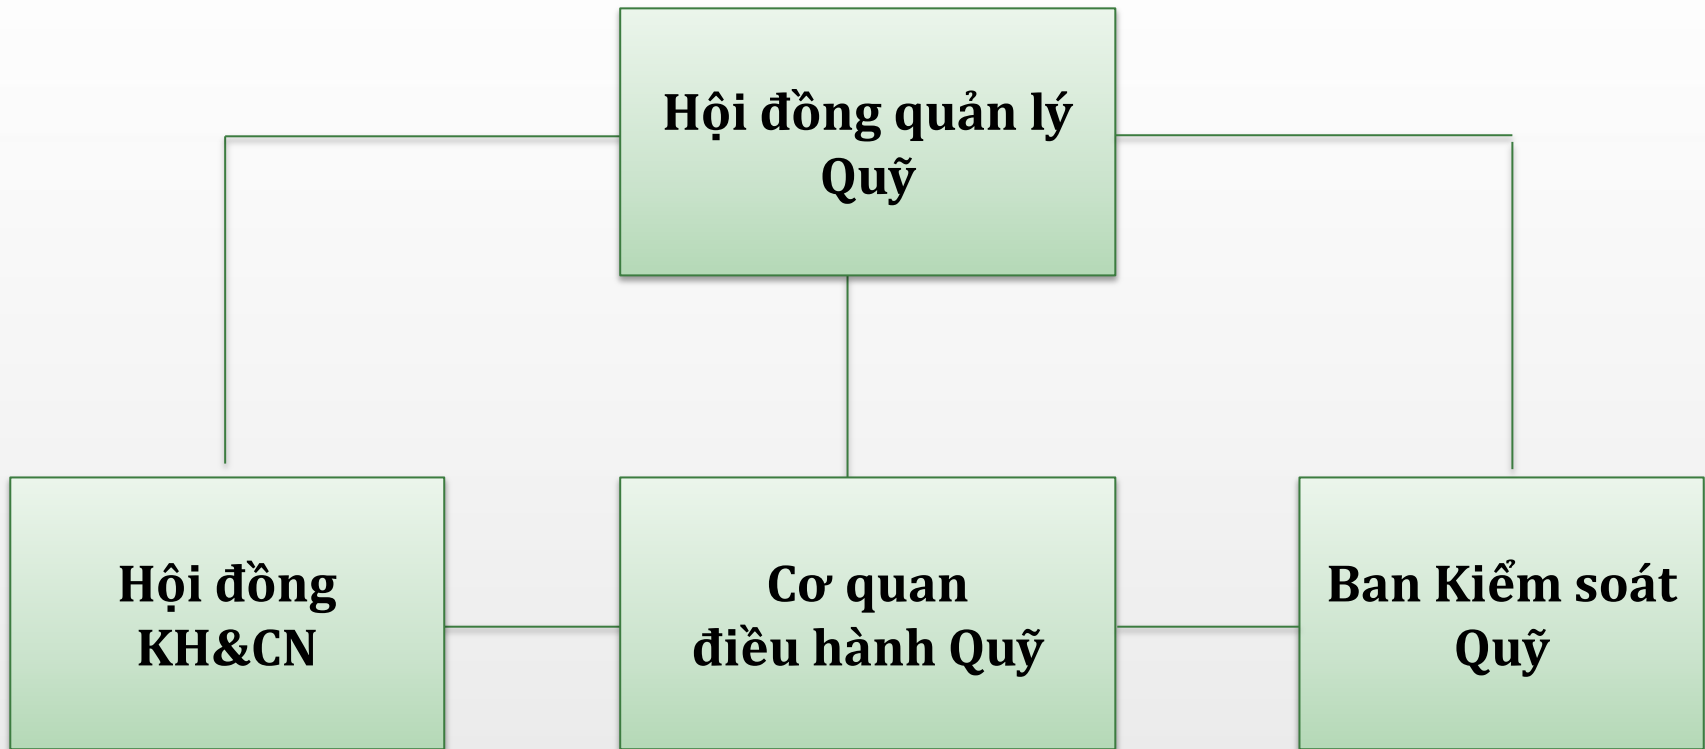 Hội đồng quản lý
Quỹ
Hội đồng
KH&CN
Cơ quan
điều hành Quỹ
Ban Kiểm soát
Quỹ